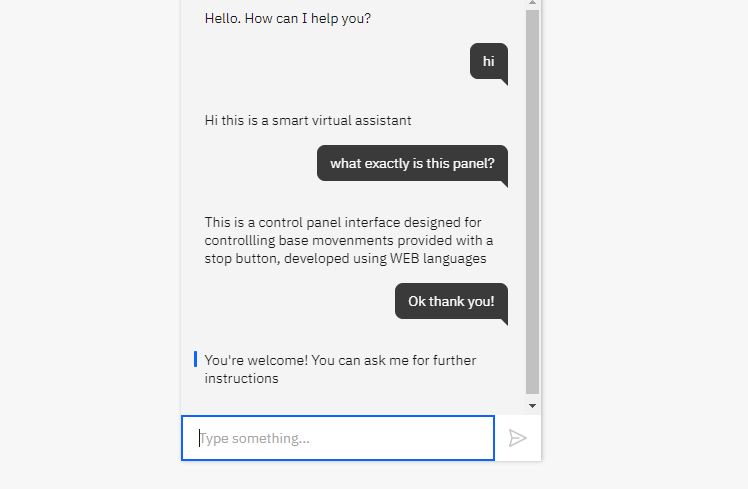 Hello. How can I help you?
hi
Hi this is a smart virtual assistant
what exactly is this panel?
This is a control panel interface designed for
controllling base movenments provided with a
stop button, developed using WEB languages
Ok thank you!
You're welcome! You can ask me for further
instructions
Type something...